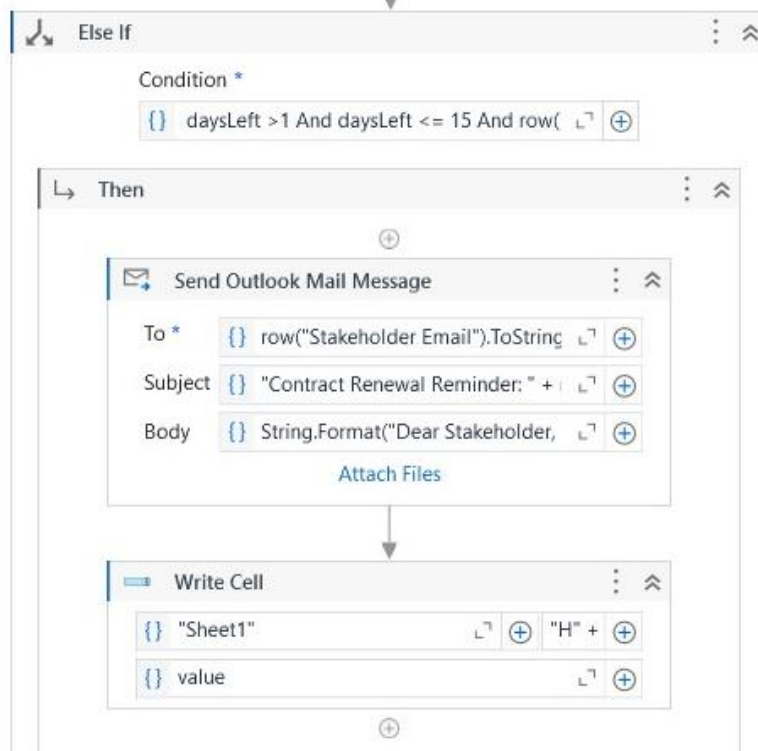 Else If
Condition *
{} daysLeft >1 And daysLeft <= 15 And row(
Then
Send Outlook Mail Message
To * {} row("Stakeholder Email").ToString
Subject {} "Contract Renewal Reminder: " +
Body {} String.Format("Dear Stakeholder,
Attach Files
Write Cell
{} "Sheet1" "H" +
{} value